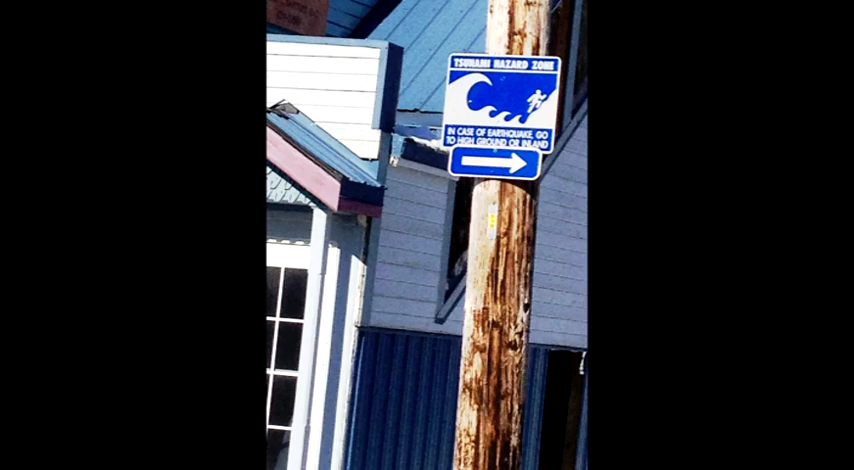 TSUNAMI HAZARD ZONE
IN CASE OF EARTHQUAKE, GO
TO HIGH GROUND OR INLAND